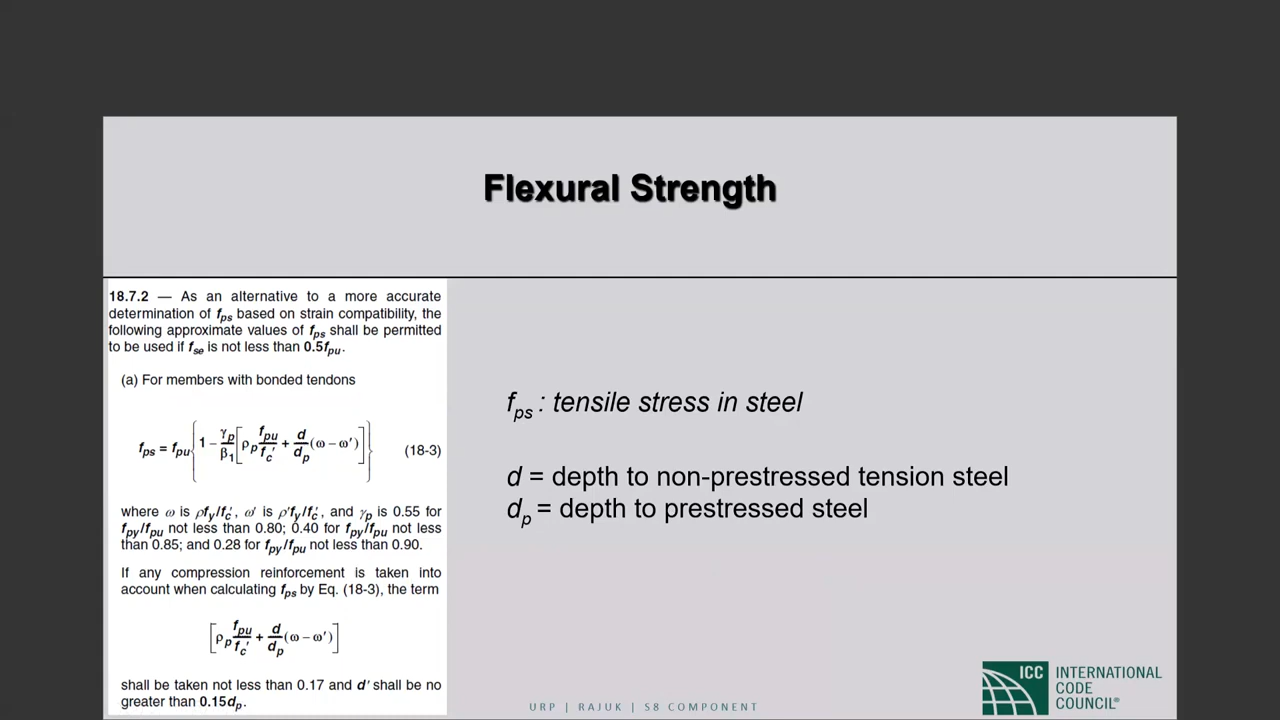 Flexural Strength
18.7.2 — As an alternative to a more accurate
determination of fps based on strain compatibility, the
following approximate values of fps shall be permitted
to be used if fse is not less than 0.5fpu.
(a) For members with bonded tendons
fps = fpu{1 − γp/β1[ρp fpu/fc′ + d/dp(ω − ω′)]} (18-3)
where ω is ρfy/fc′, ω′ is ρ′fy/fc′, and γp is 0.55 for
fpy/fpu not less than 0.80; 0.40 for fpy/fpu not less
than 0.85; and 0.28 for fpy/fpu not less than 0.90.
If any compression reinforcement is taken into
account when calculating fps by Eq. (18-3), the term
[ρp fpu/fc′ + d/dp(ω − ω′)]
shall be taken not less than 0.17 and d′ shall be no
greater than 0.15dp.
fps : tensile stress in steel
d = depth to non-prestressed tension steel
dp = depth to prestressed steel
URP | RAJUK | S8 COMPONENT
ICC INTERNATIONAL
CODE
COUNCIL®